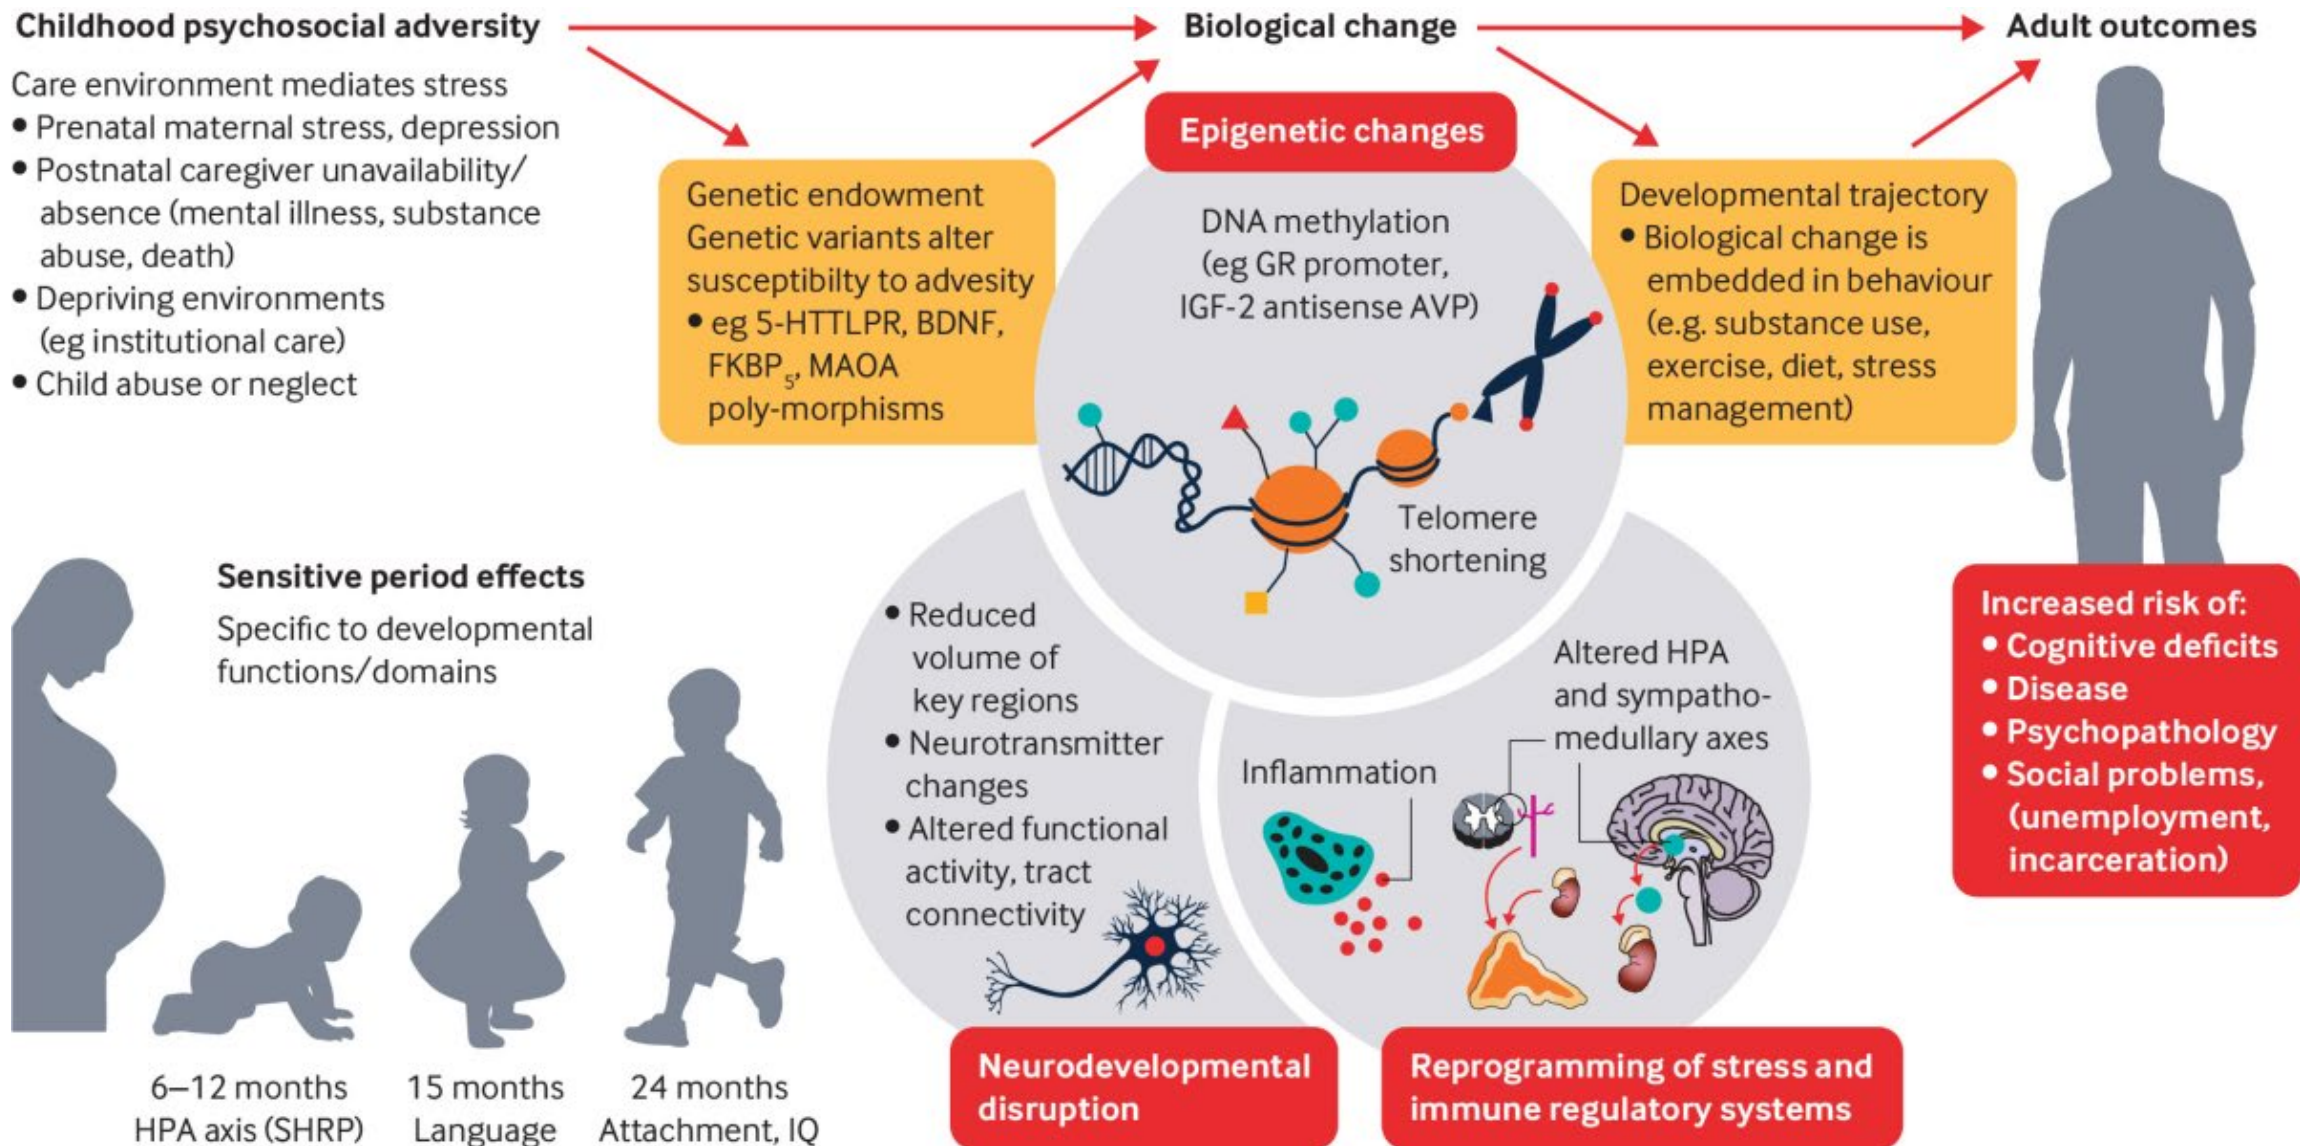 Childhood psychosocial adversity
Care environment mediates stress
• Prenatal maternal stress, depression
• Postnatal caregiver unavailability/
absence (mental illness, substance
abuse, death)
• Depriving environments
(eg institutional care)
• Child abuse or neglect
Genetic endowment
Genetic variants alter
susceptibilty to advesity
• eg 5-HTTLPR, BDNF,
FKBP5, MAOA
poly-morphisms
Biological change
Epigenetic changes
DNA methylation
(eg GR promoter,
IGF-2 antisense AVP)
Telomere
shortening
Developmental trajectory
• Biological change is
embedded in behaviour
(e.g. substance use,
exercise, diet, stress
management)
Adult outcomes
Sensitive period effects
Specific to developmental
functions/domains
6–12 months
HPA axis (SHRP)
15 months
Language
24 months
Attachment, IQ
• Reduced
volume of
key regions
• Neurotransmitter
changes
• Altered functional
activity, tract
connectivity
Neurodevelopmental
disruption
Inflammation
Altered HPA
and sympatho-
medullary axes
Reprogramming of stress and
immune regulatory systems
Increased risk of:
• Cognitive deficits
• Disease
• Psychopathology
• Social problems,
(unemployment,
incarceration)